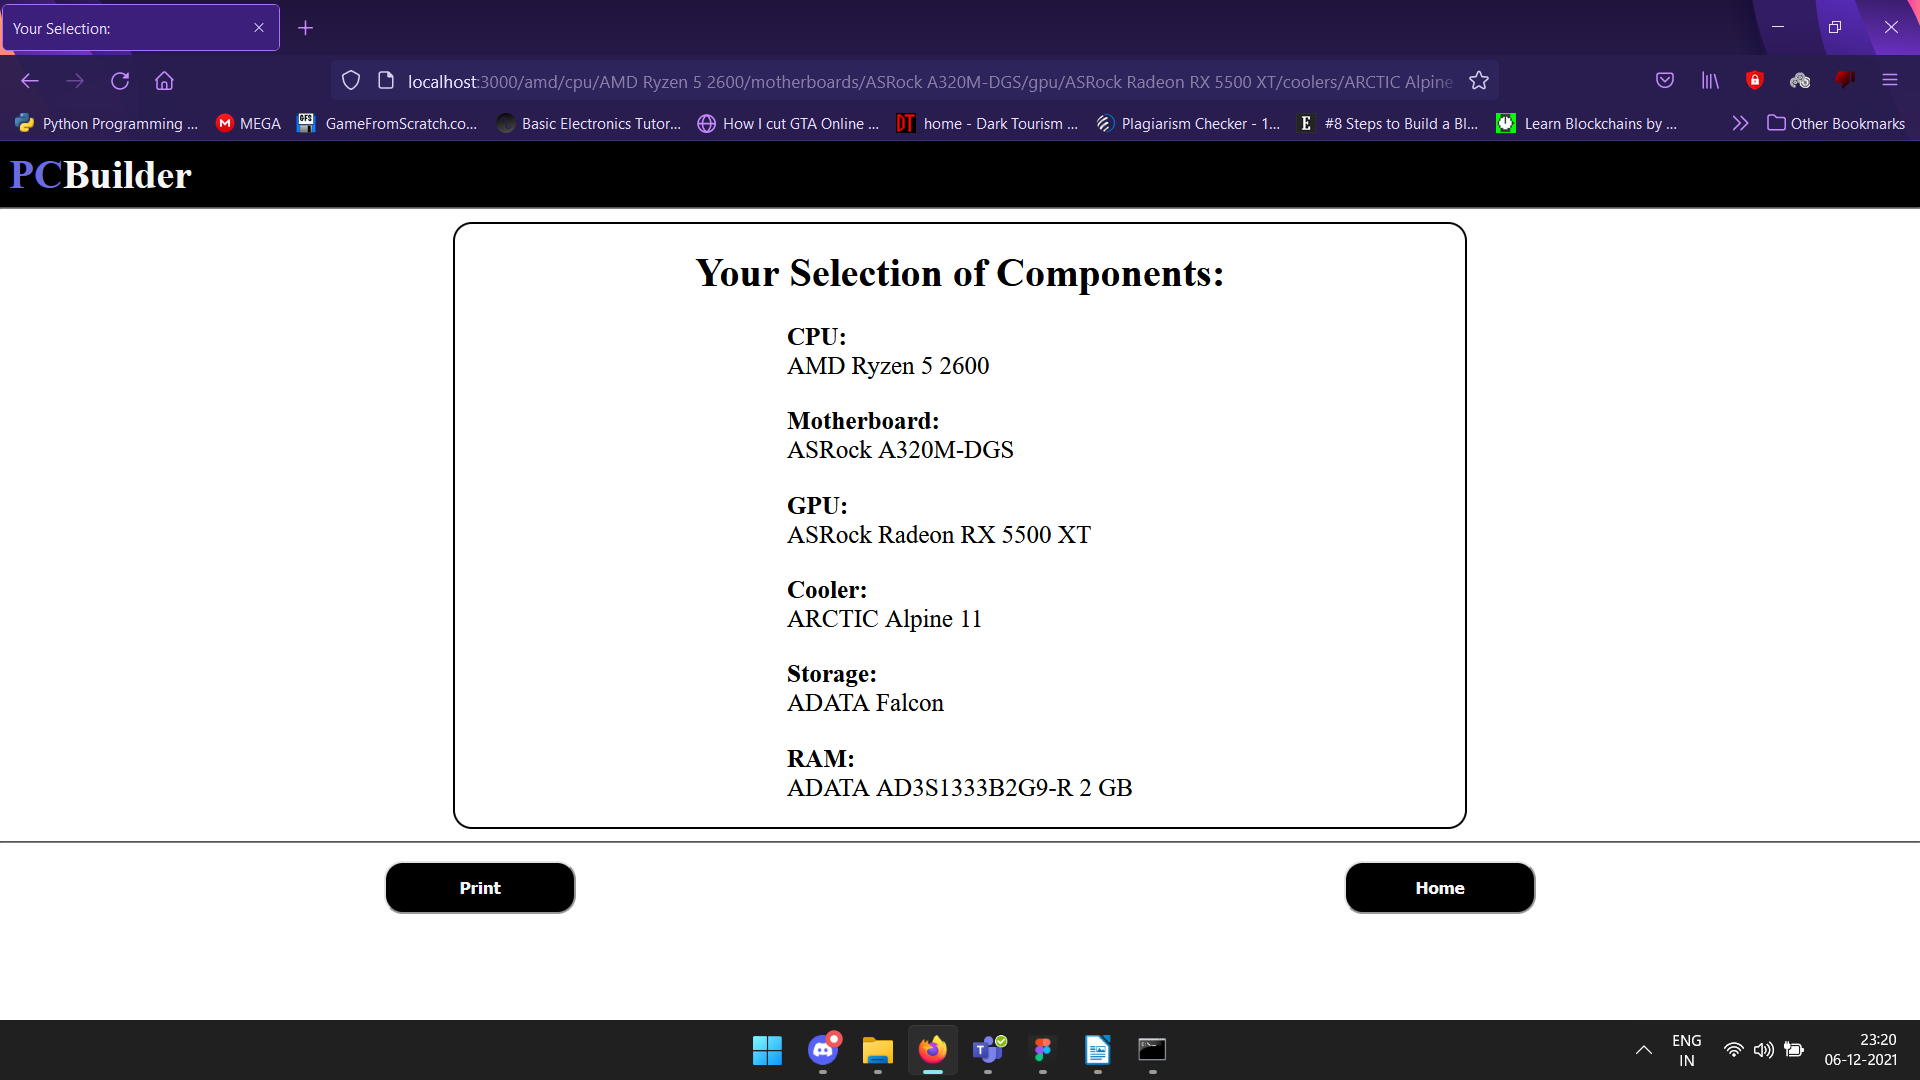 Your Selection:
localhost:3000/amd/cpu/AMD Ryzen 5 2600/motherboards/ASRock A320M-DGS/gpu/ASRock Radeon RX 5500 XT/coolers/ARCTIC Alpine
Python Programming ... MEGA GFS GameFromScratch.co... Basic Electronics Tutor... How I cut GTA Online ... DT home - Dark Tourism ... Plagiarism Checker - 1... E #8 Steps to Build a Bl... Learn Blockchains by ... Other Bookmarks
PCBuilder
Your Selection of Components:
CPU:
AMD Ryzen 5 2600
Motherboard:
ASRock A320M-DGS
GPU:
ASRock Radeon RX 5500 XT
Cooler:
ARCTIC Alpine 11
Storage:
ADATA Falcon
RAM:
ADATA AD3S1333B2G9-R 2 GB
Print Home
ENG 23:20
IN 06-12-2021